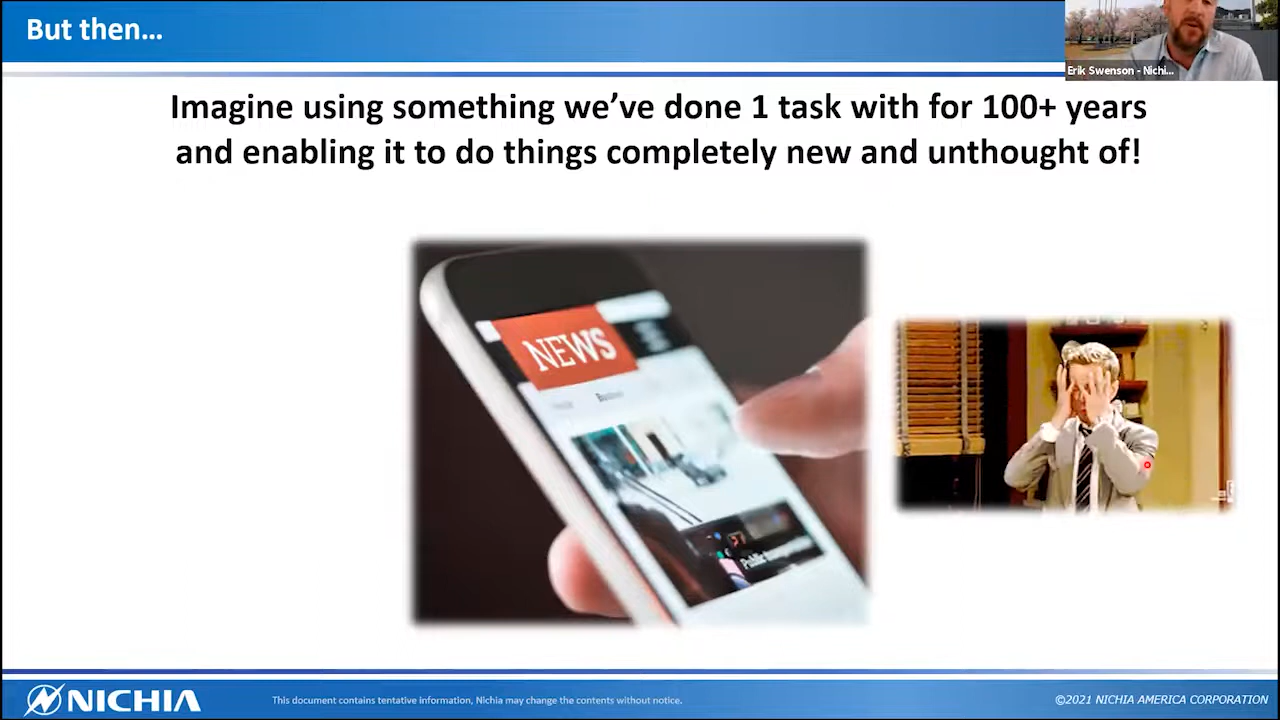 But then...
Erik Swenson - Nichi...
Imagine using something we've done 1 task with for 100+ years
and enabling it to do things completely new and unthought of!
NEWS
NICHIA
This document contains tentative information, Nichia may change the contents without notice.
©2021 NICHIA AMERICA CORPORATION